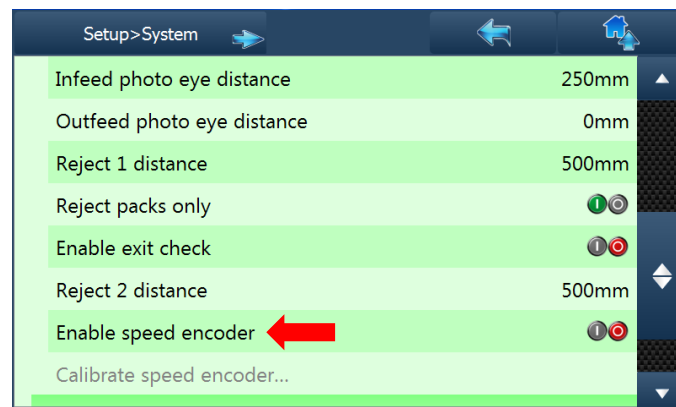 Setup>System
Infeed photo eye distance 250mm
Outfeed photo eye distance 0mm
Reject 1 distance 500mm
Reject packs only
Enable exit check
Reject 2 distance 500mm
Enable speed encoder
Calibrate speed encoder...